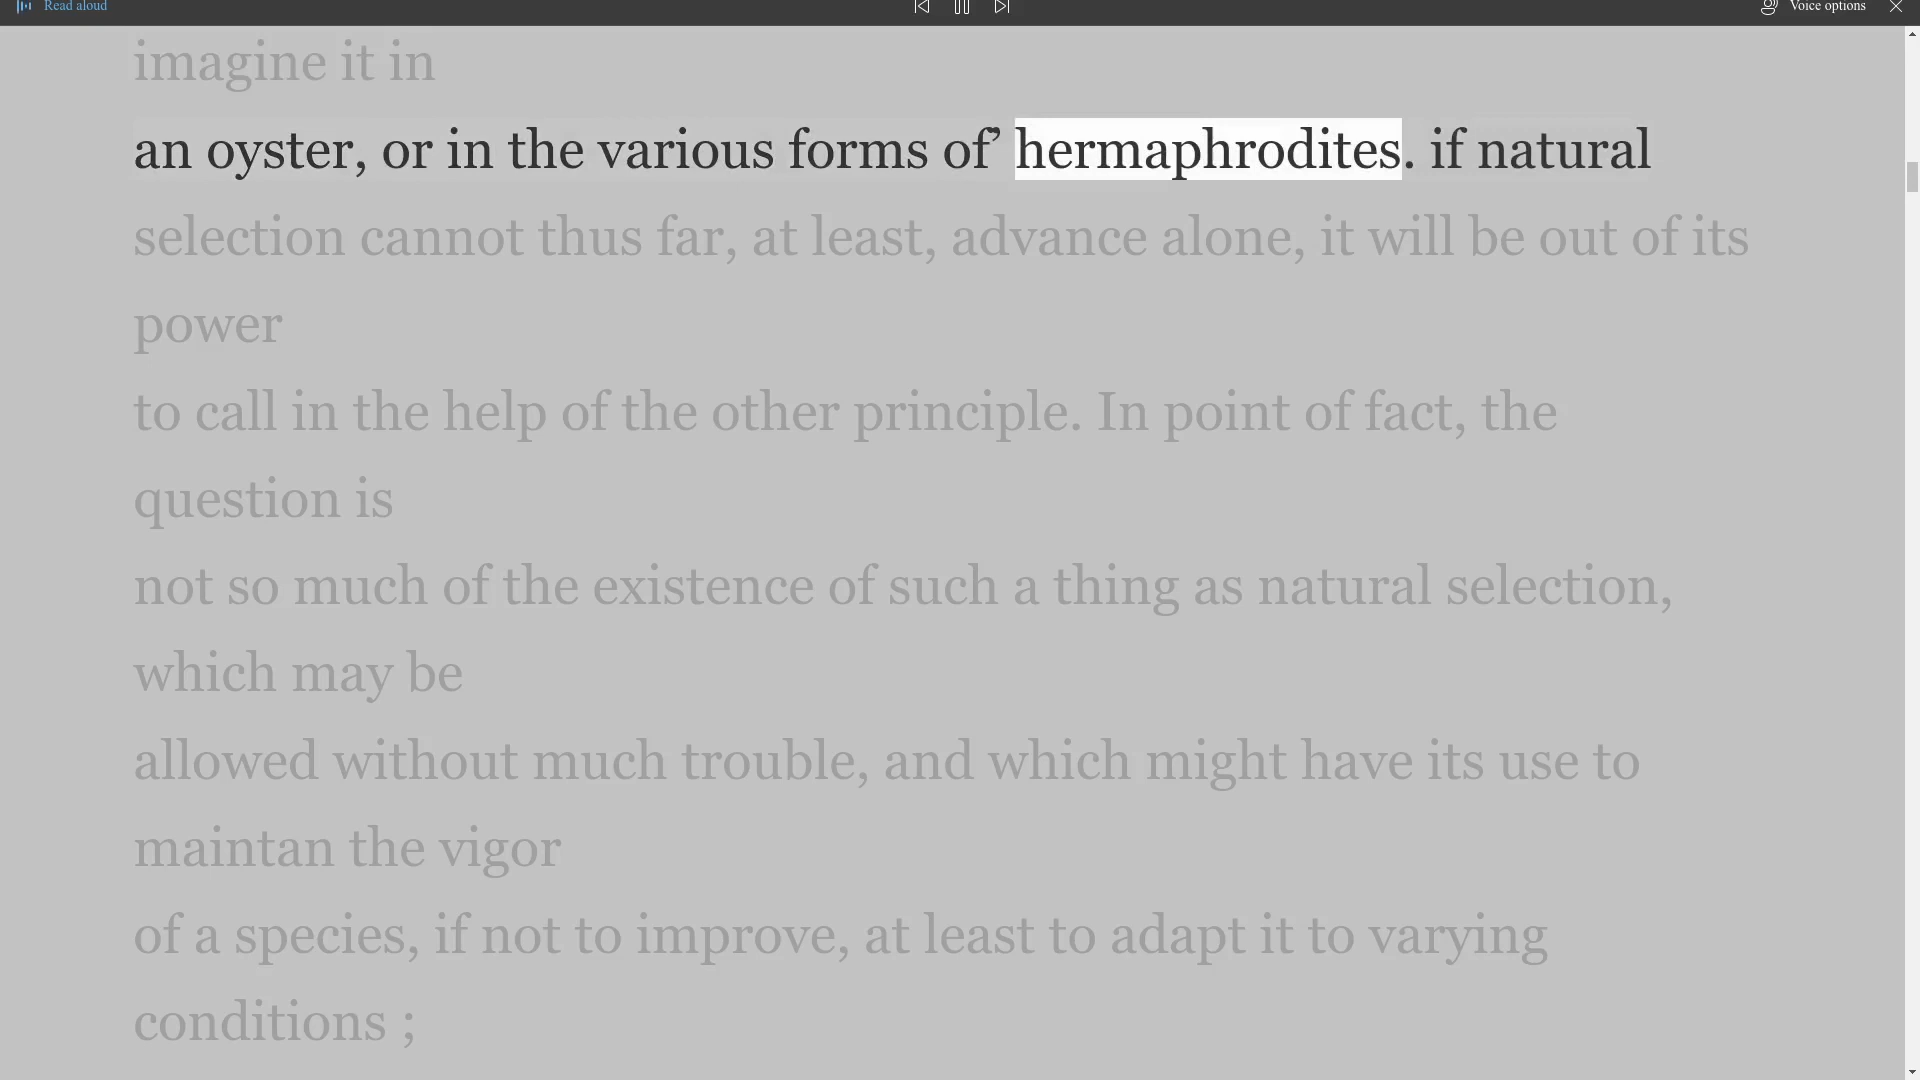 Read aloud
Voice options
imagine it in
an oyster, or in the various forms of’ hermaphrodites. if natural
selection cannot thus far, at least, advance alone, it will be out of its
power
to call in the help of the other principle. In point of fact, the
question is
not so much of the existence of such a thing as natural selection,
which may be
allowed without much trouble, and which might have its use to
maintan the vigor
of a species, if not to improve, at least to adapt it to varying
conditions ;